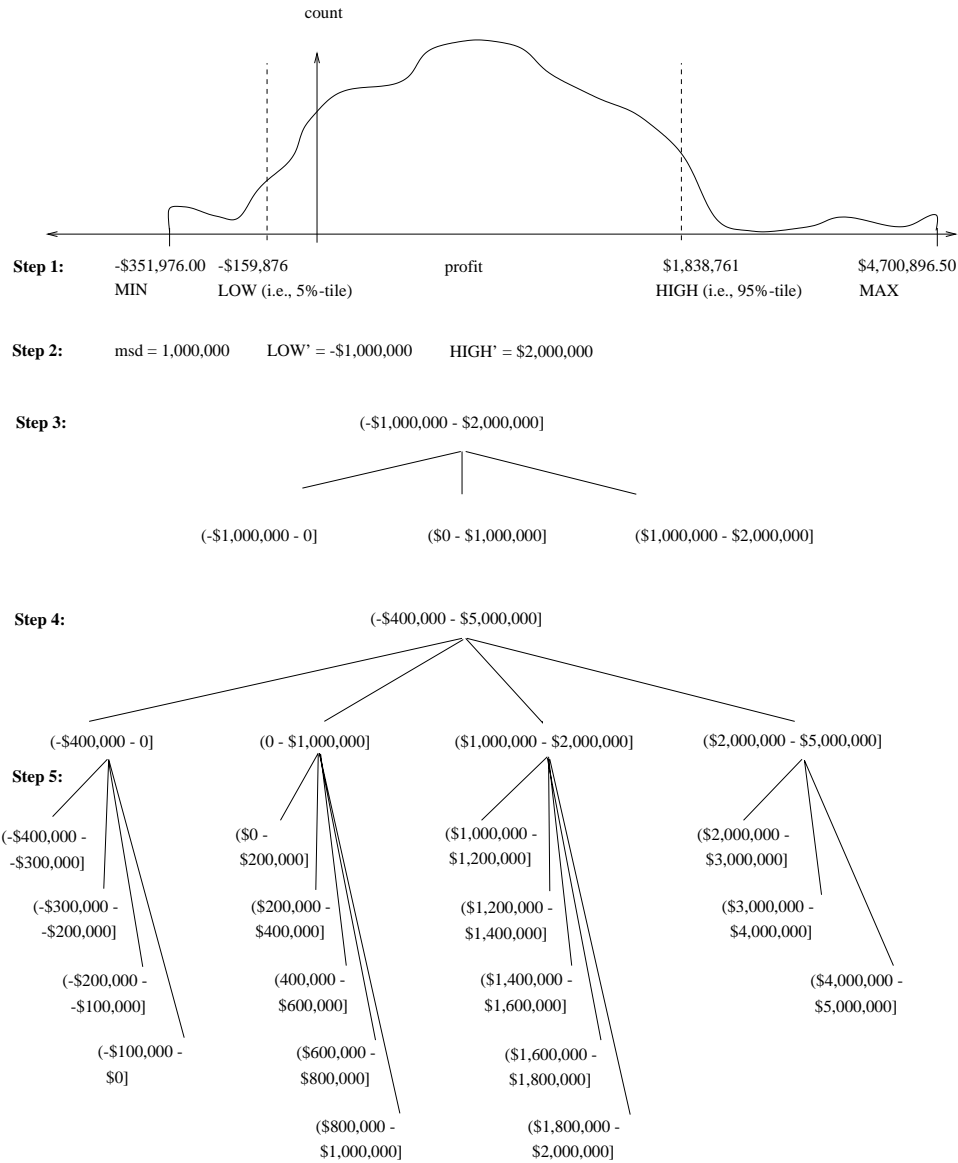 count
Step 1: -$351,976.00 -$159,876 profit $1,838,761 $4,700,896.50
MIN LOW (i.e., 5%-tile) HIGH (i.e., 95%-tile) MAX
Step 2: msd = 1,000,000 LOW’ = -$1,000,000 HIGH’ = $2,000,000
Step 3: (-$1,000,000 - $2,000,000]
(-$1,000,000 - 0] ($0 - $1,000,000] ($1,000,000 - $2,000,000]
Step 4: (-$400,000 - $5,000,000]
(-$400,000 - 0] (0 - $1,000,000] ($1,000,000 - $2,000,000] ($2,000,000 - $5,000,000]
Step 5:
(-$400,000 - ($0 - ($1,000,000 - ($2,000,000 -
-$300,000] $200,000] $1,200,000] $3,000,000]
(-$300,000 - ($200,000 - ($1,200,000 - ($3,000,000 -
-$200,000] $400,000] $1,400,000] $4,000,000]
(-$200,000 - (400,000 - ($1,400,000 - ($4,000,000 -
-$100,000] $600,000] $1,600,000] $5,000,000]
(-$100,000 - ($600,000 - ($1,600,000 -
$0] $800,000] $1,800,000]
($800,000 - ($1,800,000 -
$1,000,000] $2,000,000]